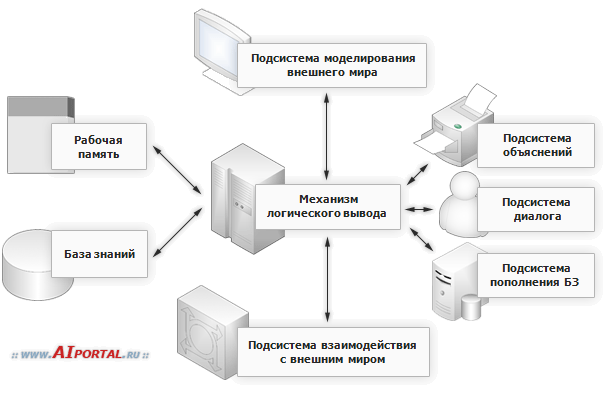 Подсистема моделирования
внешнего мира
Рабочая
память
Подсистема
объяснений
Механизм
логического вывода
Подсистема
диалога
База знаний
Подсистема
пополнения БЗ
Подсистема взаимодействия
с внешним миром
:: www.AIPORTAL.RU ::